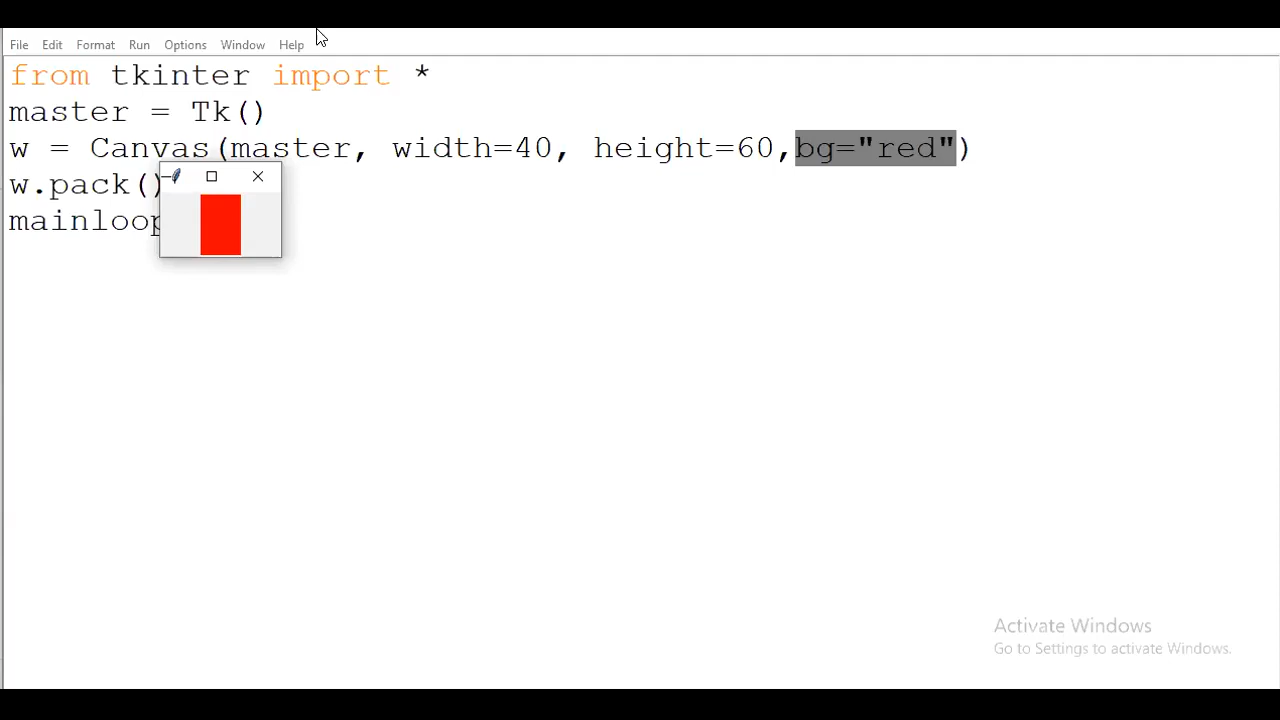 File Edit Format Run Options Window Help
from tkinter import *
master = Tk()
w = Canvas(master, width=40, height=60,bg="red")
w.pack()
mainloop
Activate Windows
Go to Settings to activate Windows.